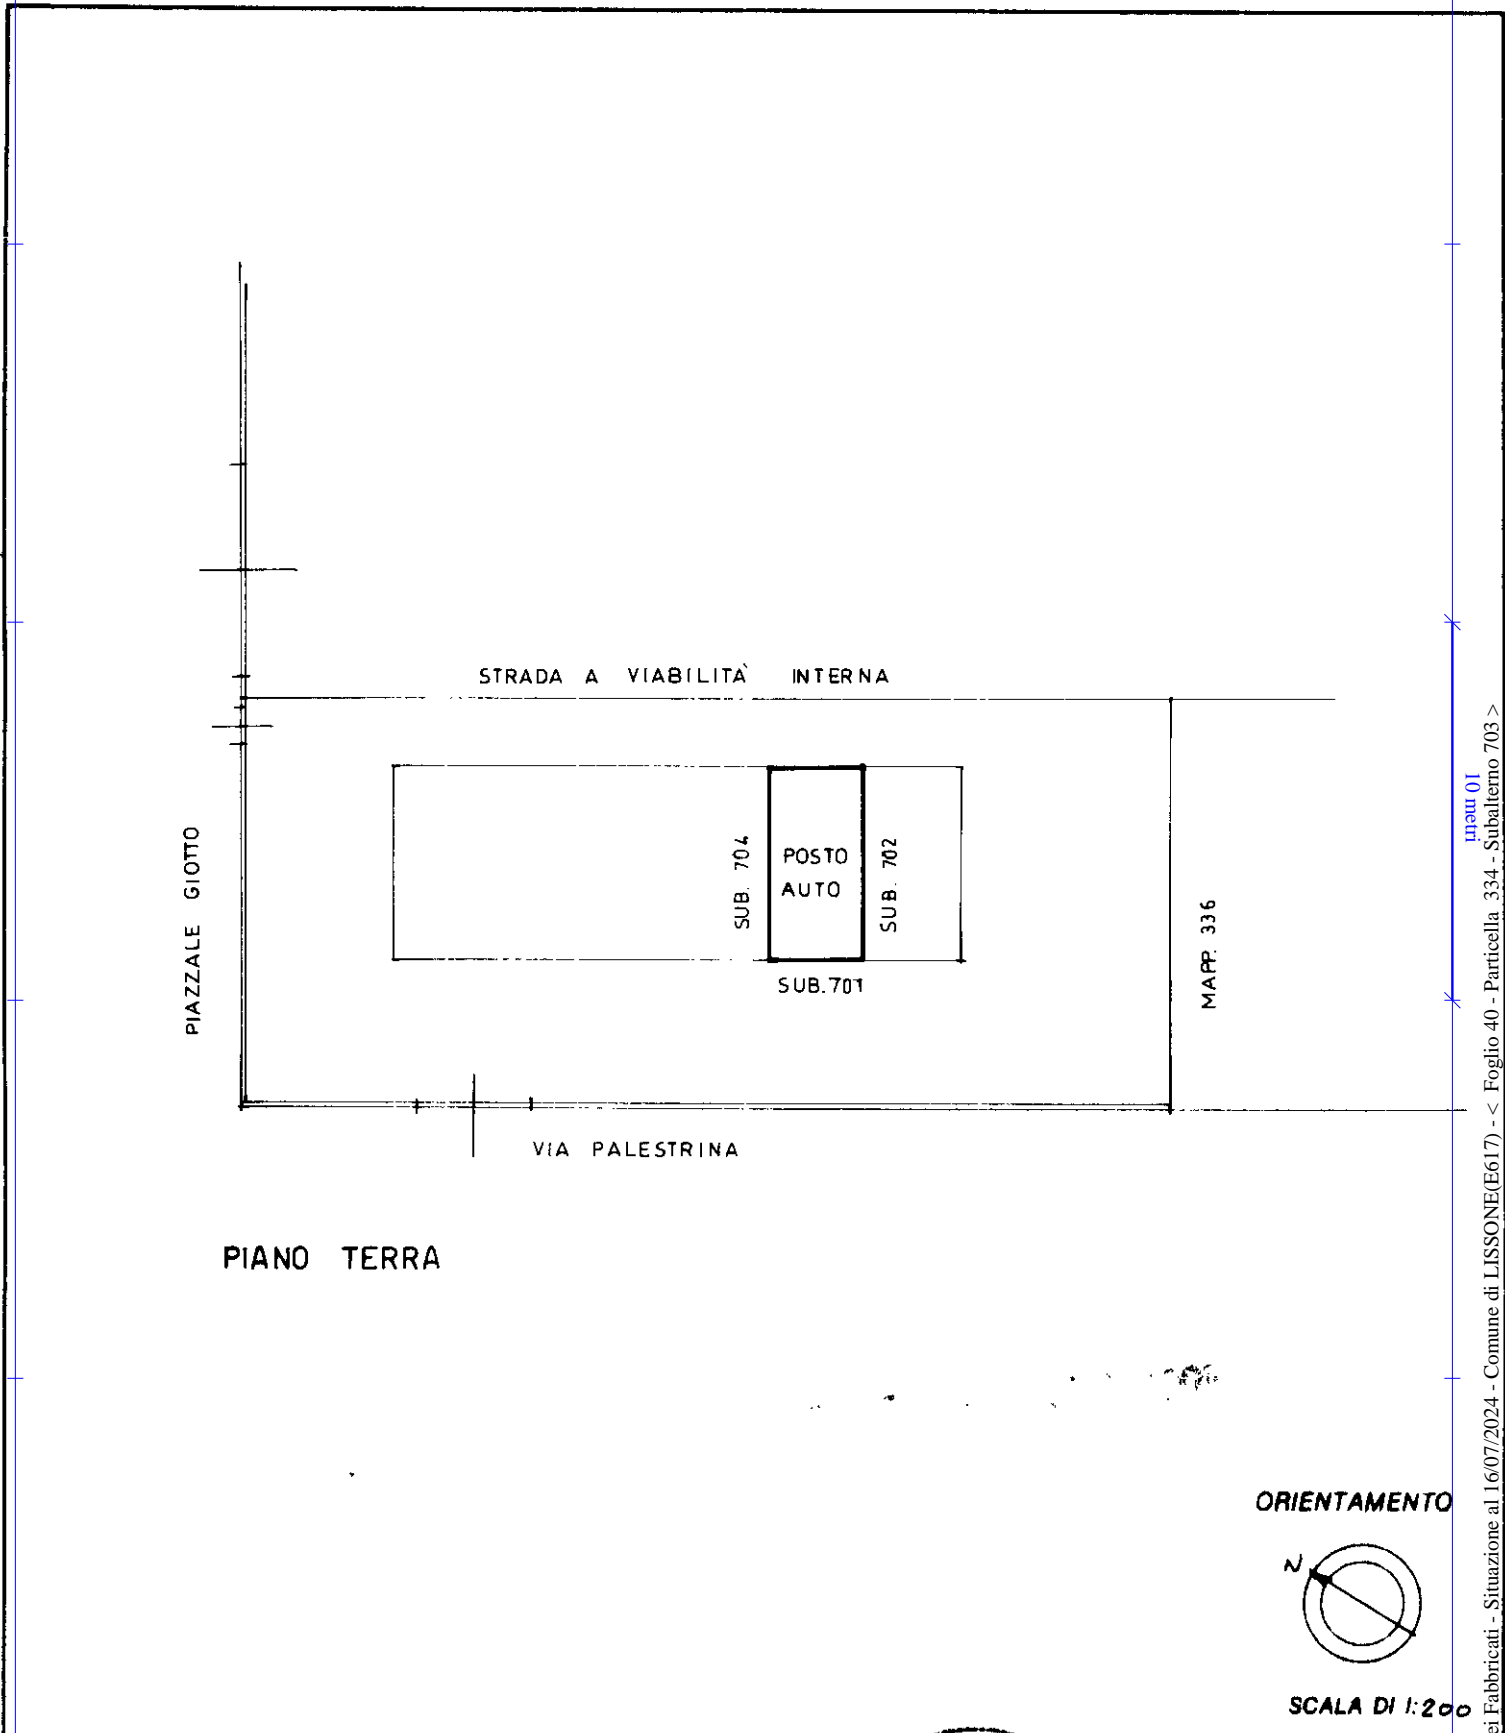 STRADA A VIABILITA' INTERNA
PIAZZALE GIOTTO
SUB. 704
POSTO
AUTO
SUB. 702
SUB. 701
MAPP. 336
VIA PALESTRINA
PIANO TERRA
10 metri
ei Fabbricati - Situazione al 16/07/2024 - Comune di LISSONE(E617) - < Foglio 40 - Particella 334 - Subalterno 703 >
ORIENTAMENTO
N
SCALA DI 1:200